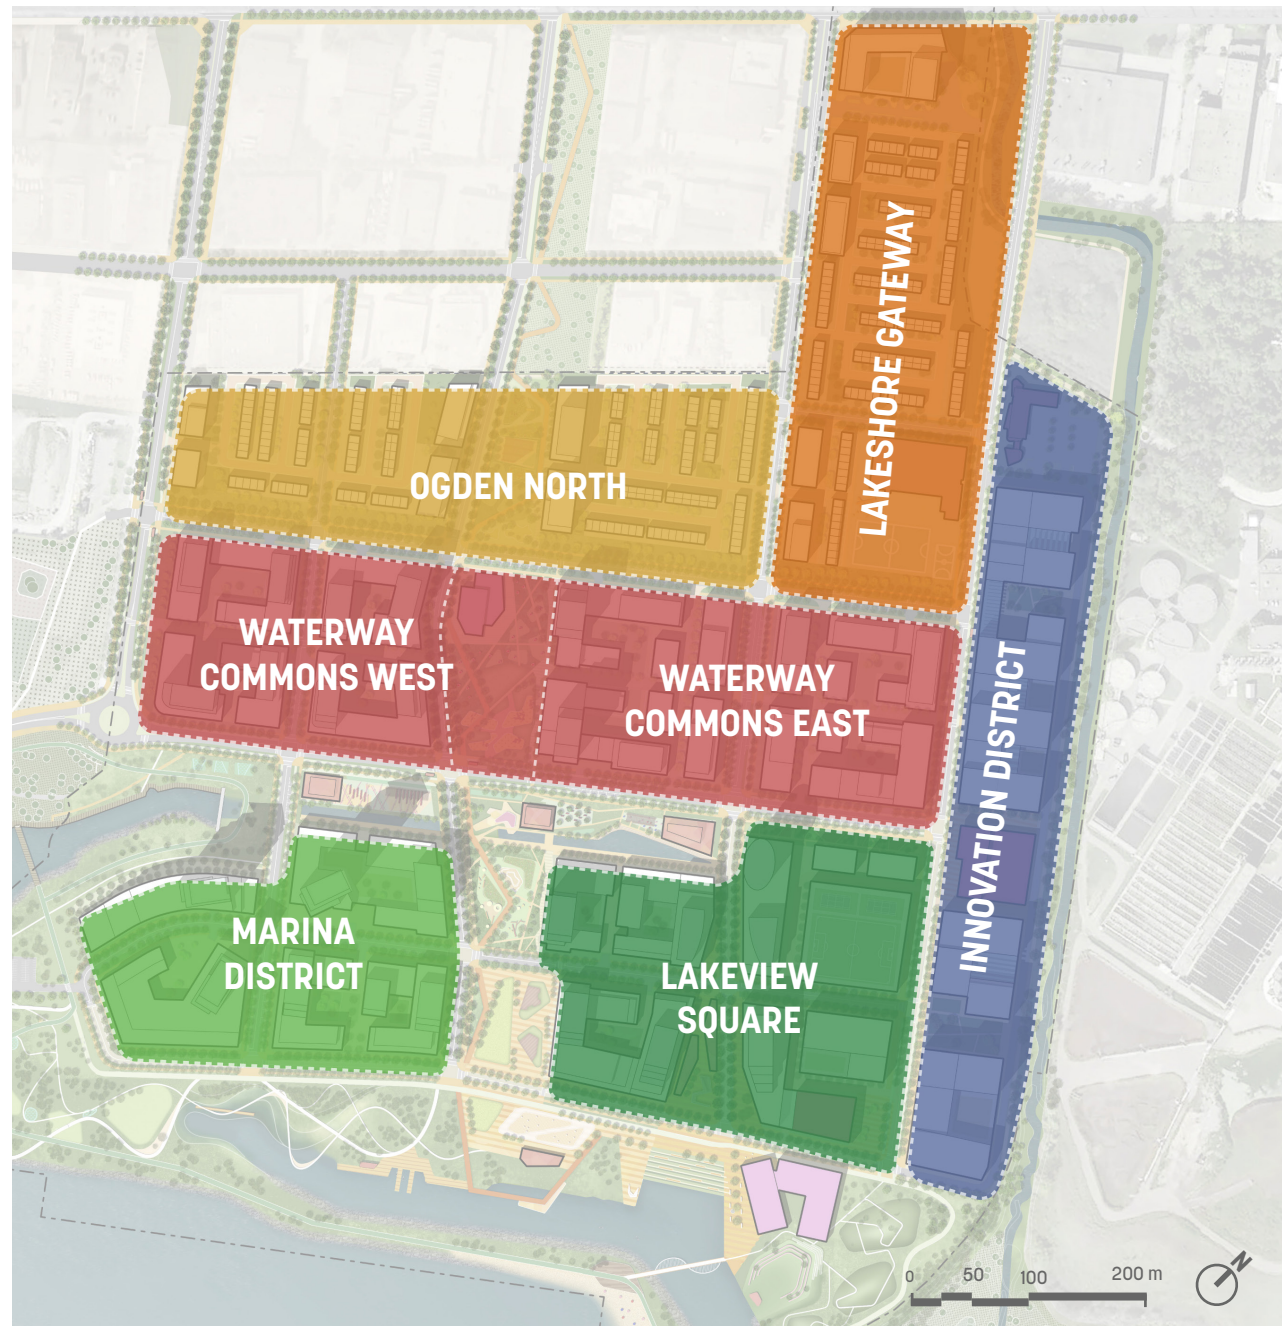 LAKESHORE GATEWAY
OGDEN NORTH
WATERWAY
COMMONS WEST
WATERWAY
COMMONS EAST
INNOVATION DISTRICT
MARINA
DISTRICT
LAKEVIEW
SQUARE
0 50 100 200 m
N